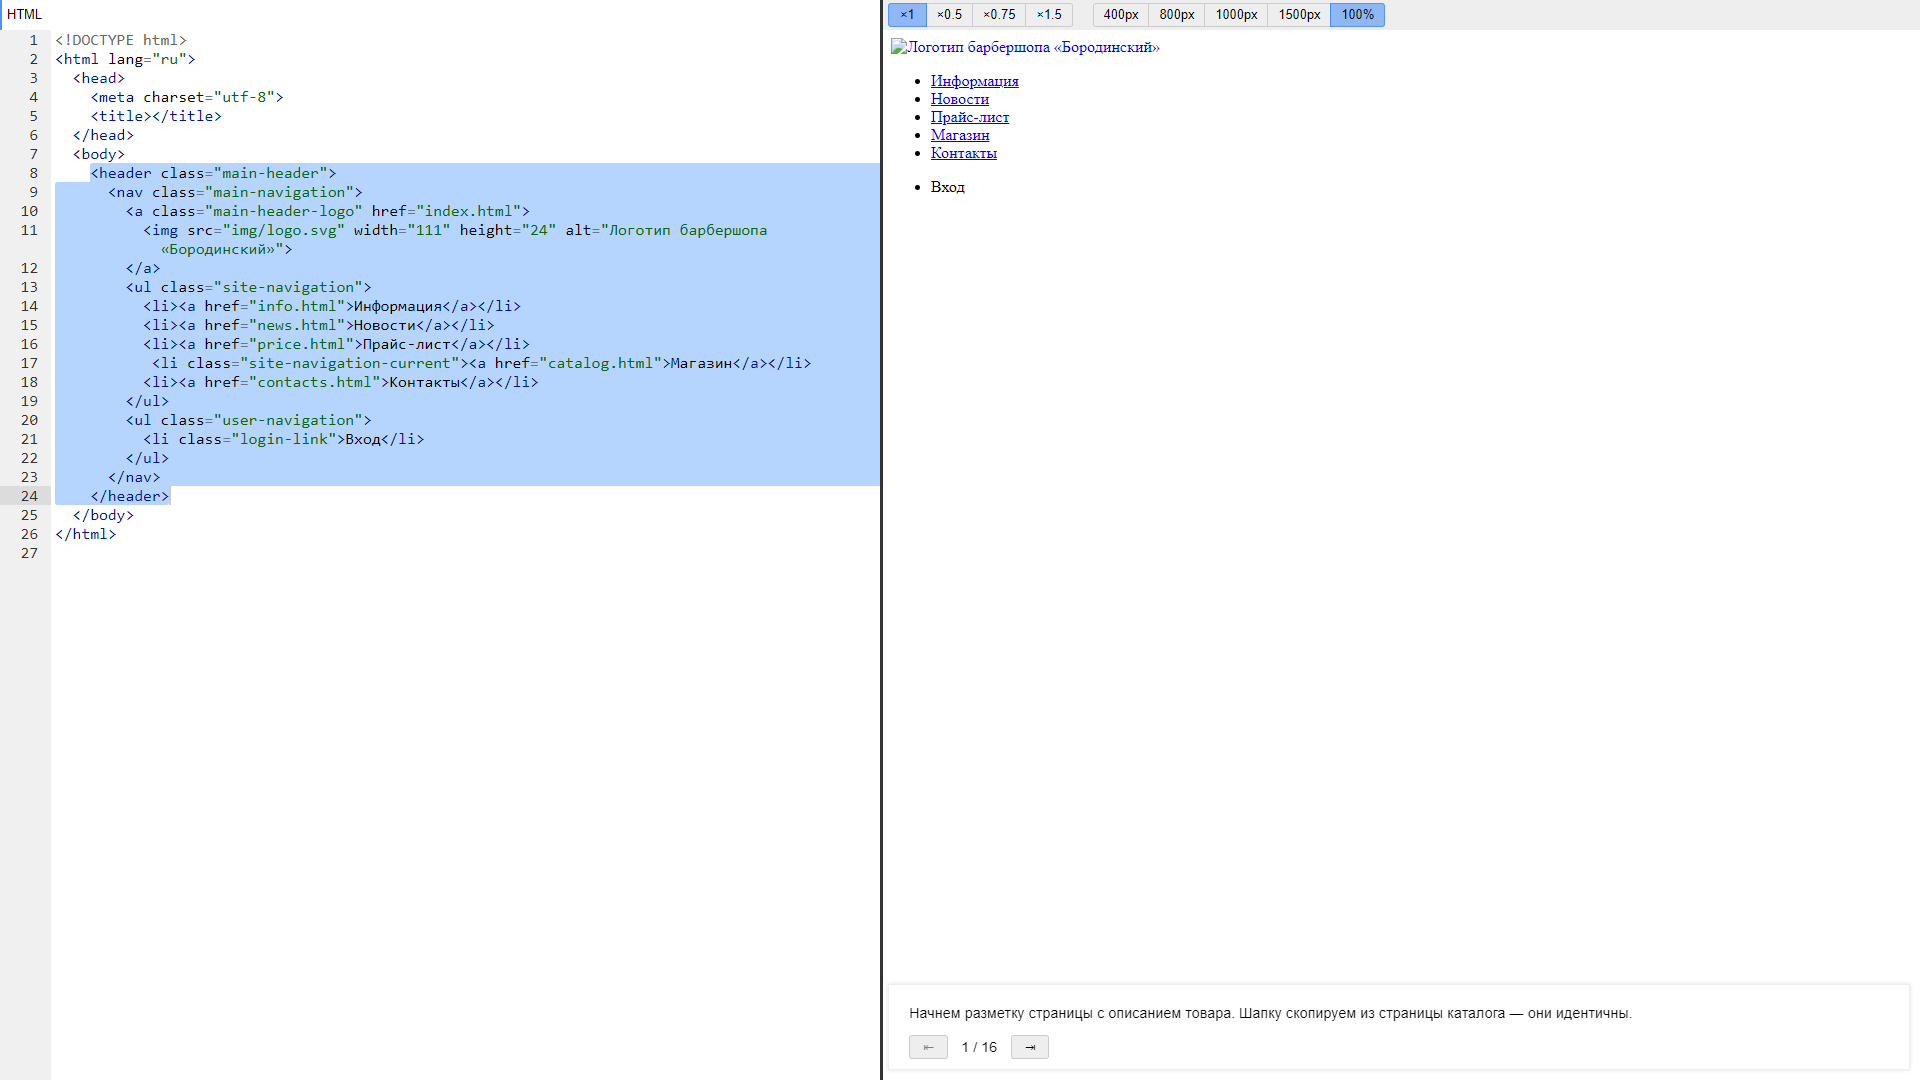 HTML
×1 ×0.5 ×0.75 ×1.5 400px 800px 1000px 1500px 100%
1 <!DOCTYPE html>
2 <html lang="ru">
3   <head>
4     <meta charset="utf-8">
5     <title></title>
6   </head>
7   <body>
8     <header class="main-header">
9       <nav class="main-navigation">
10         <a class="main-header-logo" href="index.html">
11           <img src="img/logo.svg" width="111" height="24" alt="Логотип барбершопа
             «Бородинский»">
12         </a>
13         <ul class="site-navigation">
14           <li><a href="info.html">Информация</a></li>
15           <li><a href="news.html">Новости</a></li>
16           <li><a href="price.html">Прайс-лист</a></li>
17            <li class="site-navigation-current"><a href="catalog.html">Магазин</a></li>
18           <li><a href="contacts.html">Контакты</a></li>
19         </ul>
20         <ul class="user-navigation">
21           <li class="login-link">Вход</li>
22         </ul>
23       </nav>
24     </header>
25   </body>
26 </html>
27
Логотип барбершопа «Бородинский»
• Информация
• Новости
• Прайс-лист
• Магазин
• Контакты
• Вход
Начнем разметку страницы с описанием товара. Шапку скопируем из страницы каталога — они идентичны.
⇤ 1 / 16 ⇥